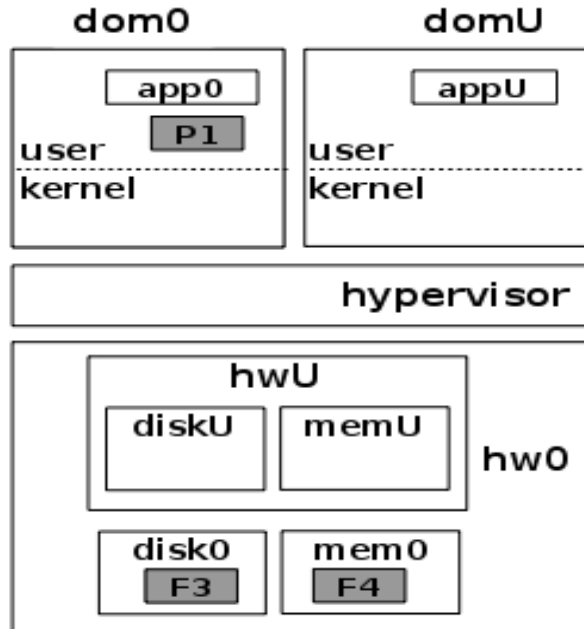 dom0 domU
app0 appU
P1
user user
kernel kernel
hypervisor
hwU
diskU memU
hw0
disk0 mem0
F3 F4